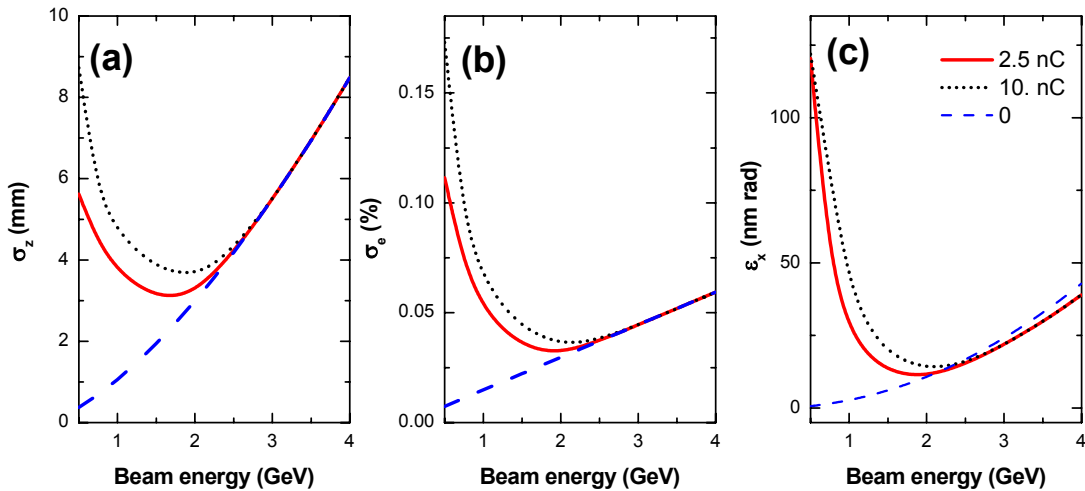 (a)
10
8
6
4
2
0
σz (mm)
1 2 3 4
Beam energy (GeV)
(b)
0.15
0.10
0.05
0.00
σe (%)
1 2 3 4
Beam energy (GeV)
(c)
2.5 nC
10. nC
0
100
50
0
εx (nm rad)
1 2 3 4
Beam energy (GeV)